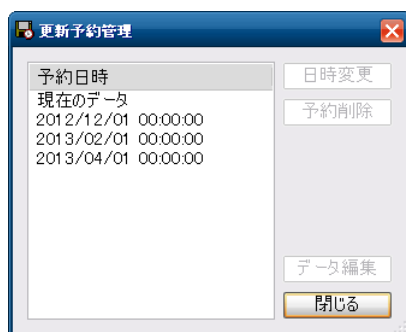 更新予約管理
予約日時
現在のデータ
2012/12/01 00:00:00
2013/02/01 00:00:00
2013/04/01 00:00:00
日時変更
予約削除
データ編集
閉じる